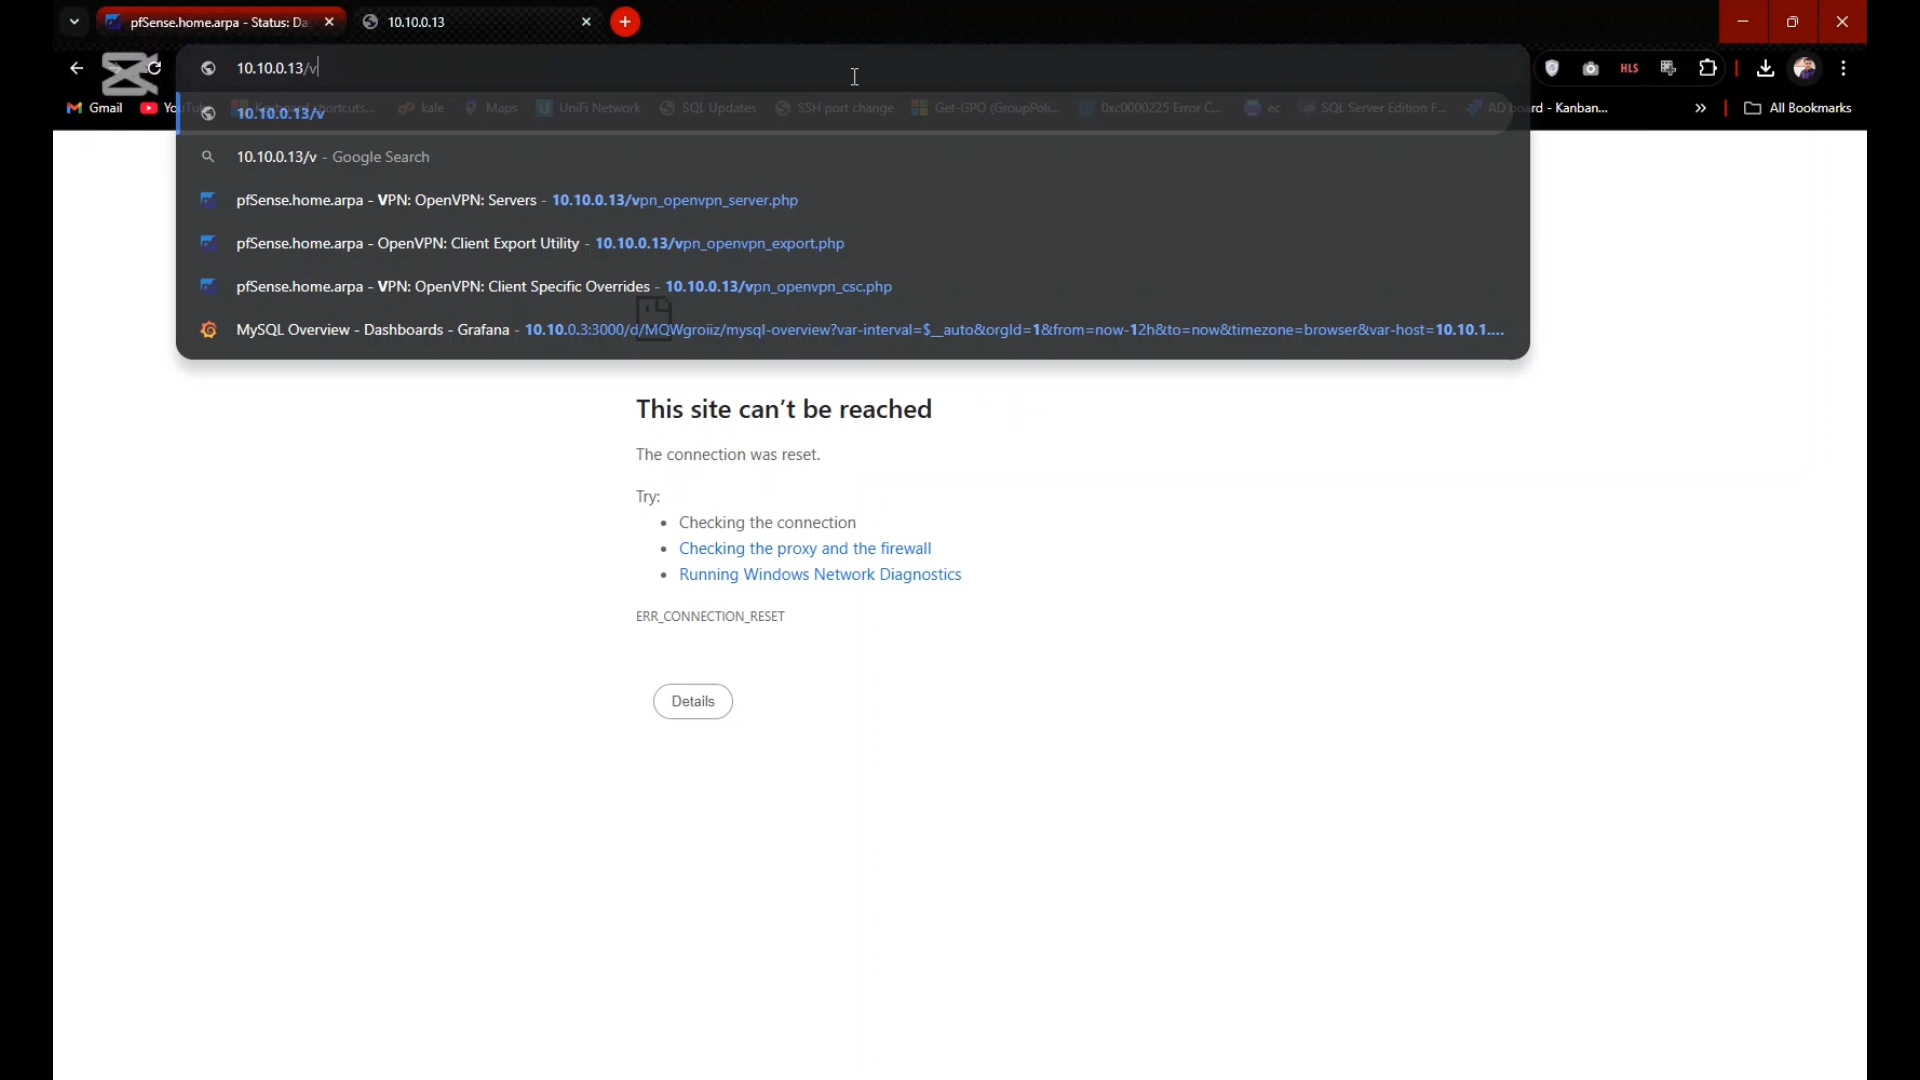 pfSense.home.arpa - Status: Da
10.10.0.13
10.10.0.13/v
HLS
Gmail
YouTu
Keyboard shortcuts...
kale
Maps
UniFi Network
SQL Updates
SSH port change
Get-GPO (GroupPoli...
0xc0000225 Error C...
ec
SQL Server Edition F...
AD board - Kanban...
»
All Bookmarks
10.10.0.13/v
10.10.0.13/v - Google Search
pfSense.home.arpa - VPN: OpenVPN: Servers - 10.10.0.13/vpn_openvpn_server.php
pfSense.home.arpa - OpenVPN: Client Export Utility - 10.10.0.13/vpn_openvpn_export.php
pfSense.home.arpa - VPN: OpenVPN: Client Specific Overrides - 10.10.0.13/vpn_openvpn_csc.php
MySQL Overview - Dashboards - Grafana - 10.10.0.3:3000/d/MQWgroiiz/mysql-overview?var-interval=$__auto&orgId=1&from=now-12h&to=now&timezone=browser&var-host=10.10.1....
This site can't be reached
The connection was reset.
Try:
• Checking the connection
• Checking the proxy and the firewall
• Running Windows Network Diagnostics
ERR_CONNECTION_RESET
Details